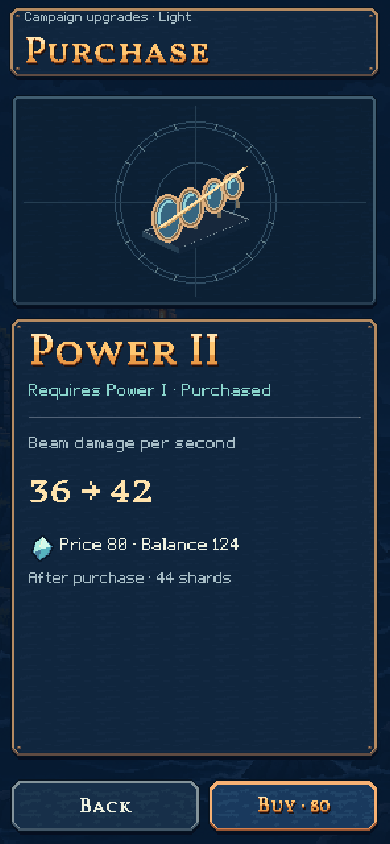 Campaign upgrades · Light
Purchase
Power II
Requires Power I · Purchased
Beam damage per second
36 → 42
Price 80 · Balance 124
After purchase · 44 shards
Back
Buy · 80